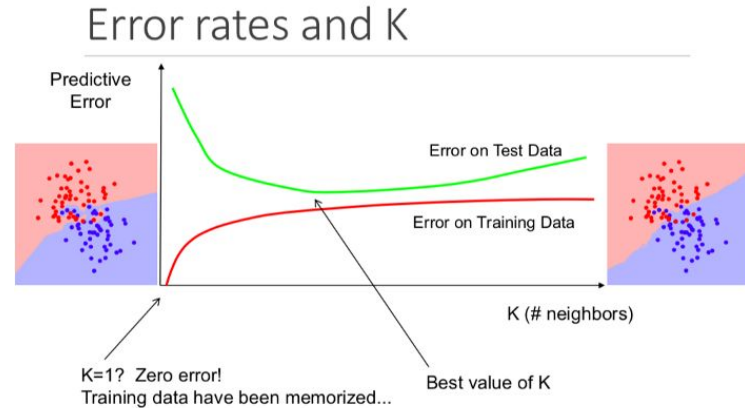 Error rates and K
Predictive
Error
Error on Test Data
Error on Training Data
K (# neighbors)
K=1? Zero error!
Training data have been memorized...
Best value of K